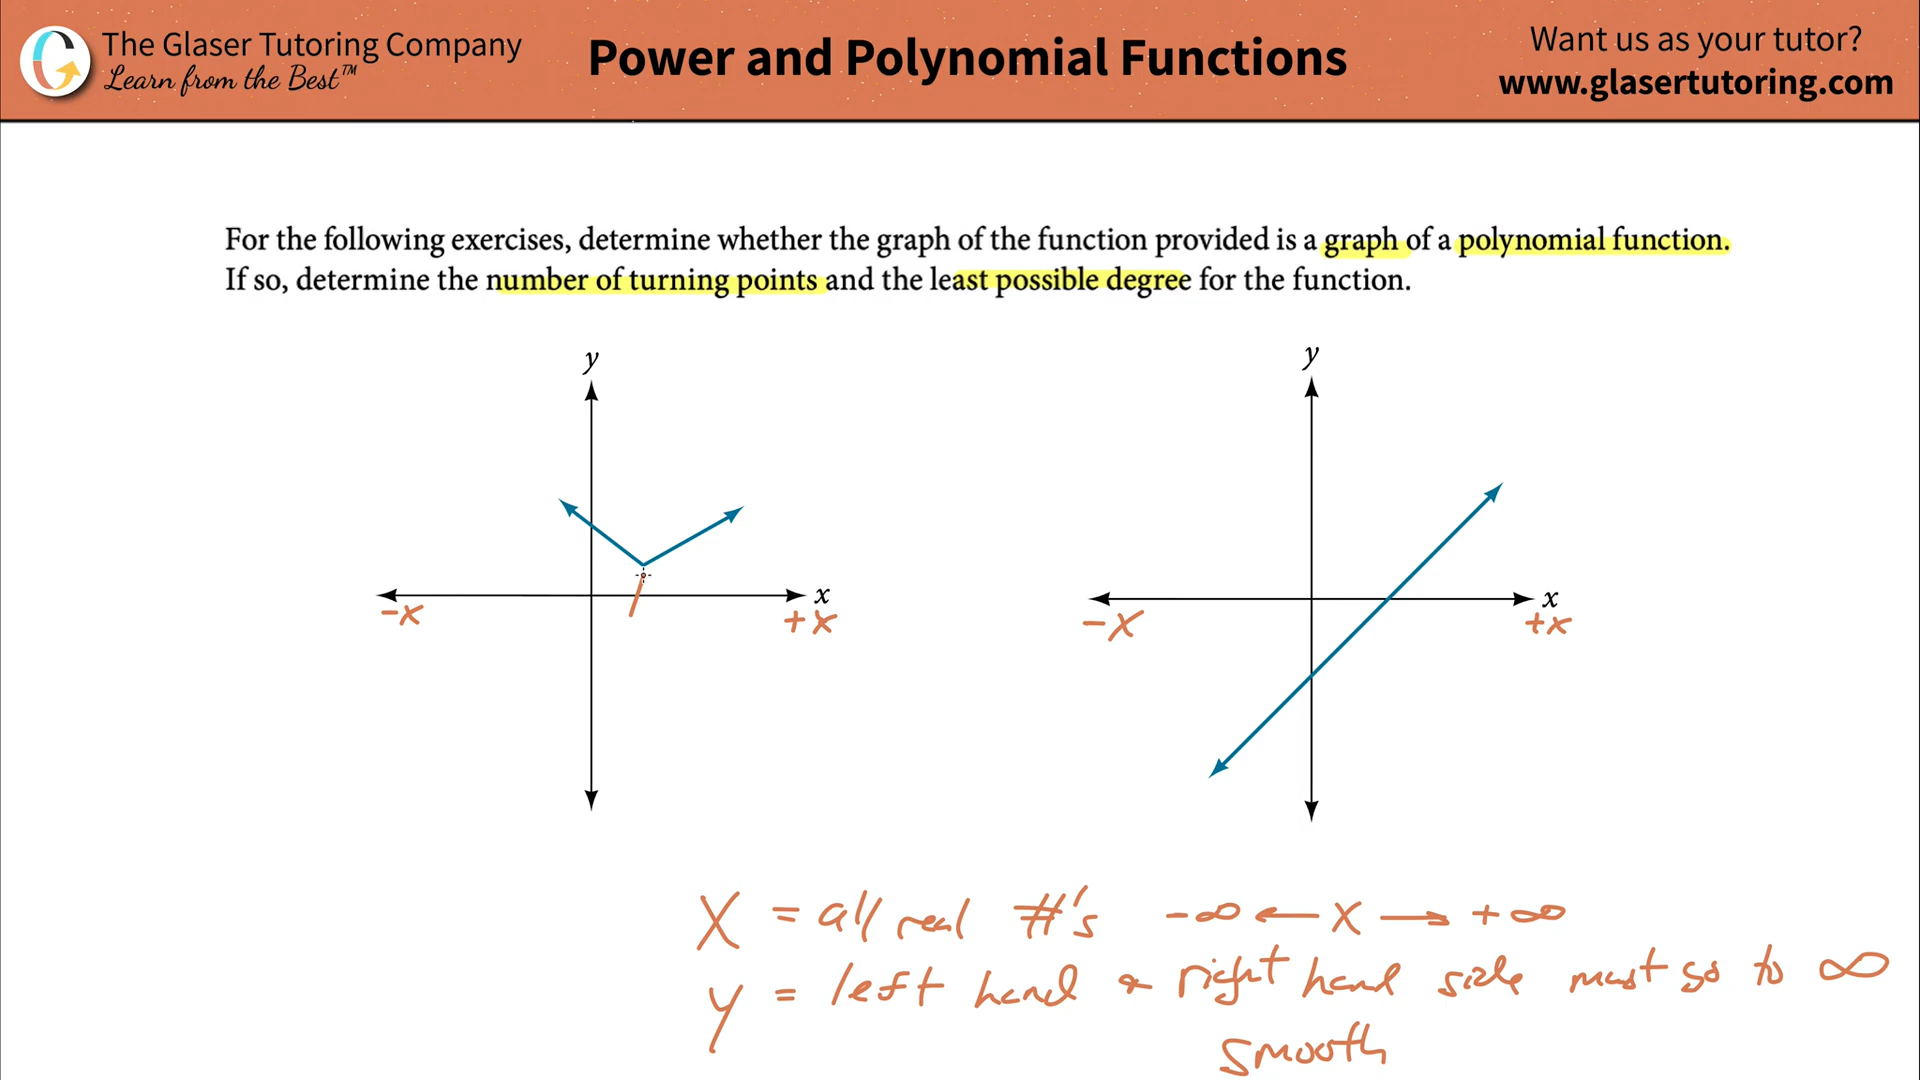 The Glaser Tutoring Company
Learn from the Best™
Power and Polynomial Functions
Want us as your tutor?
www.glasertutoring.com
For the following exercises, determine whether the graph of the function provided is a graph of a polynomial function.
If so, determine the number of turning points and the least possible degree for the function.
y
x
-x
+x
y
x
-x
+x
X = all real #'s -∞ ← X → +∞
y = left hand & right hand side must go to ∞
smooth